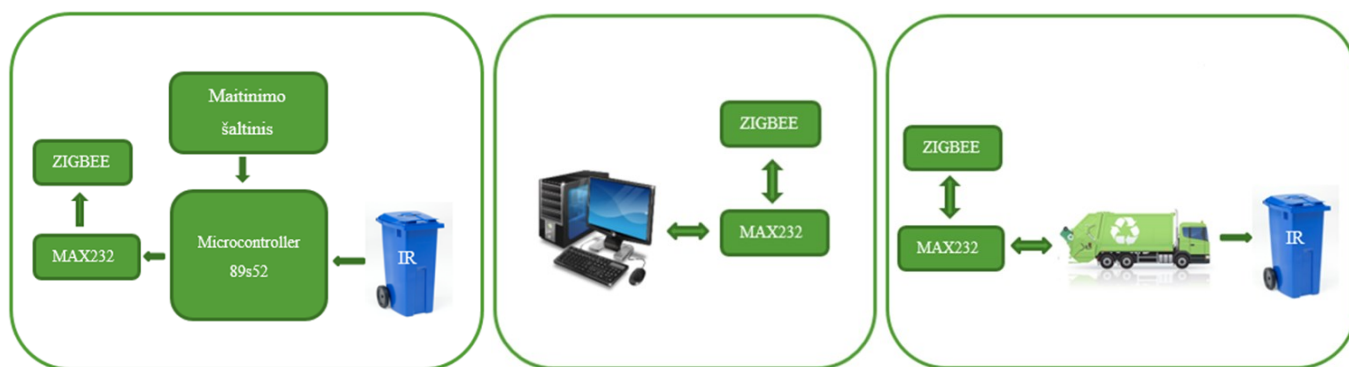 Maitinimo
šaltinis
ZIGBEE
MAX232
Microcontroller
89s52
IR
ZIGBEE
MAX232
ZIGBEE
MAX232
IR